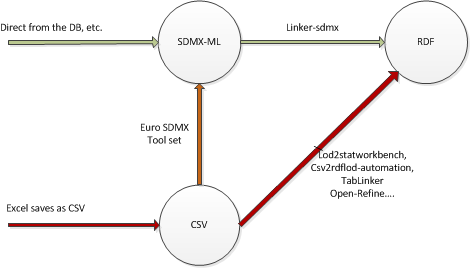 Direct from the DB, etc.
SDMX-ML
Linker-sdmx
RDF
Euro SDMX
Tool set
Lod2statworkbench,
Csv2rdflod-automation,
TabLinker
Open-Refine....
Excel saves as CSV
CSV